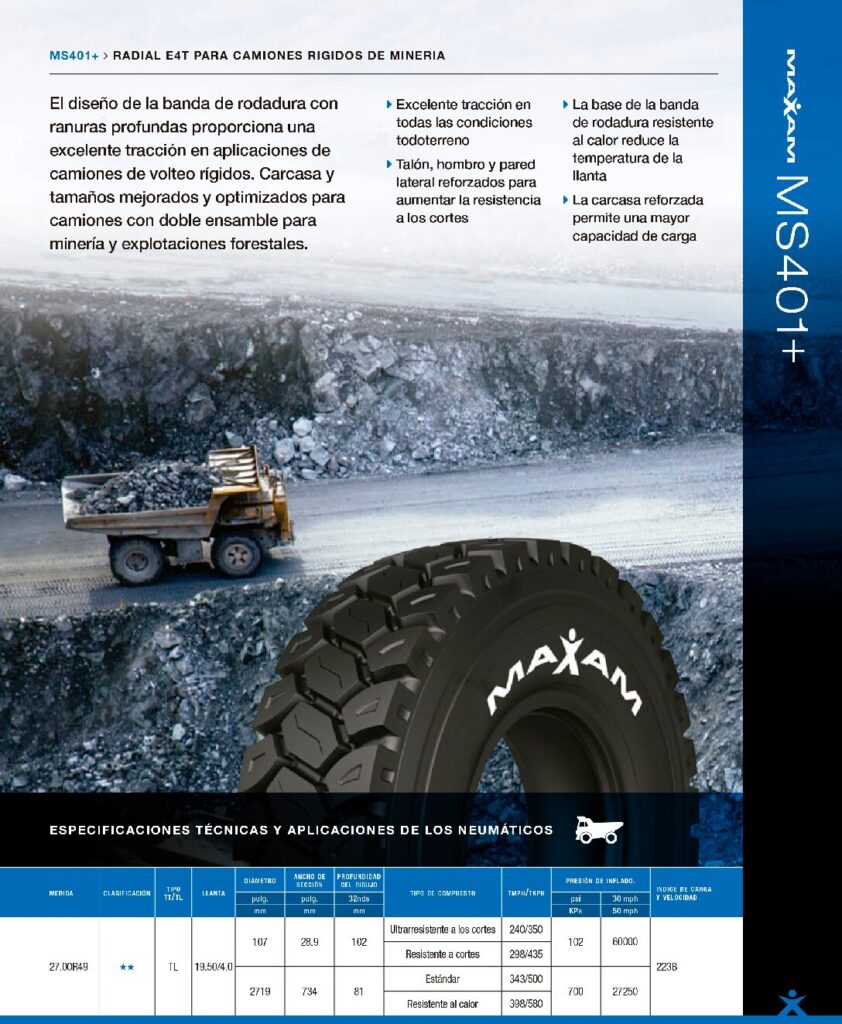 MS401+ > RADIAL E4T PARA CAMIONES RIGIDOS DE MINERIA
El diseño de la banda de rodadura con
ranuras profundas proporciona una
excelente tracción en aplicaciones de
camiones de volteo rígidos. Carcasa y
tamaños mejorados y optimizados para
camiones con doble ensamble para
minería y explotaciones forestales.
Excelente tracción en
todas las condiciones
todoterreno
Talón, hombro y pared
lateral reforzados para
aumentar la resistencia
a los cortes
La base de la banda
de rodadura resistente
al calor reduce la
temperatura de la
llanta
La carcasa reforzada
permite una mayor
capacidad de carga
MAXAM MS401+
MAXAM
ESPECIFICACIONES TÉCNICAS Y APLICACIONES DE LOS NEUMÁTICOS
MEDIDA
CLASIFICACIÓN
TIPO
TT/TL
LLANTA
DIÁMETRO
pulg.
mm
ANCHO DE
SECCIÓN
pulg.
mm
PROFUNDIDAD
DEL DIBUJO
32nds
mm
TIPO DE COMPUESTO
TMPH/TKPH
PRESIÓN DE INFLADO.
psi 30 mph
KPa 50 mph
ÍNDICE DE CARGA
Y VELOCIDAD
27.00R49
★★
TL
19.50/4.0
107 28.9 102
2719 734 81
Ultrarresistente a los cortes 240/350
Resistente a cortes 298/435
Estándar 343/500
Resistente al calor 398/580
102 60000
700 27250
223B